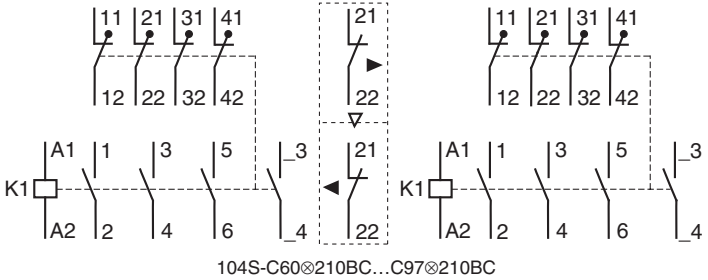 11 21 31 41 21 11 21 31 41
12 22 32 42 22 12 22 32 42
A1 1 3 5 _3 21 A1 1 3 5 _3
K1 K1
A2 2 4 6 _4 22 A2 2 4 6 _4
104S-C60⊗210BC…C97⊗210BC